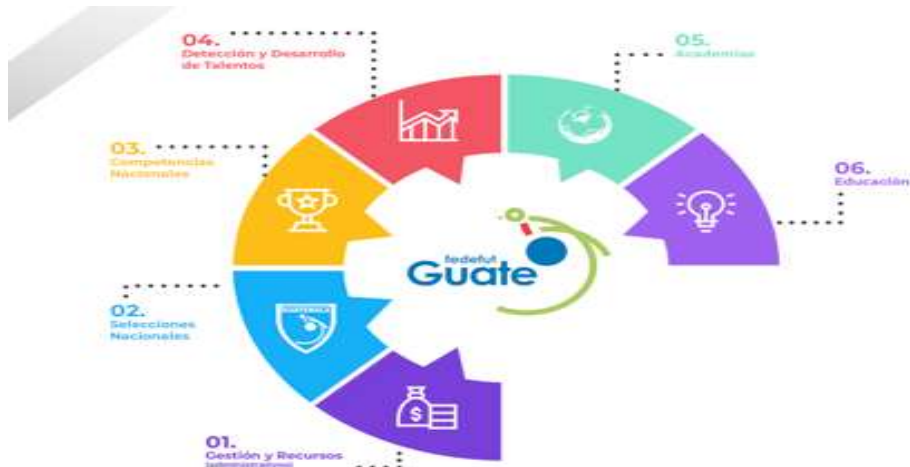 04.
Detección y Desarrollo
de Talentos
05.
Academias
03.
Competencias
Nacionales
06.
Educación
fedefut
Guate
02.
Selecciones
Nacionales
GUATEMALA
$
01.
Gestión y Recursos